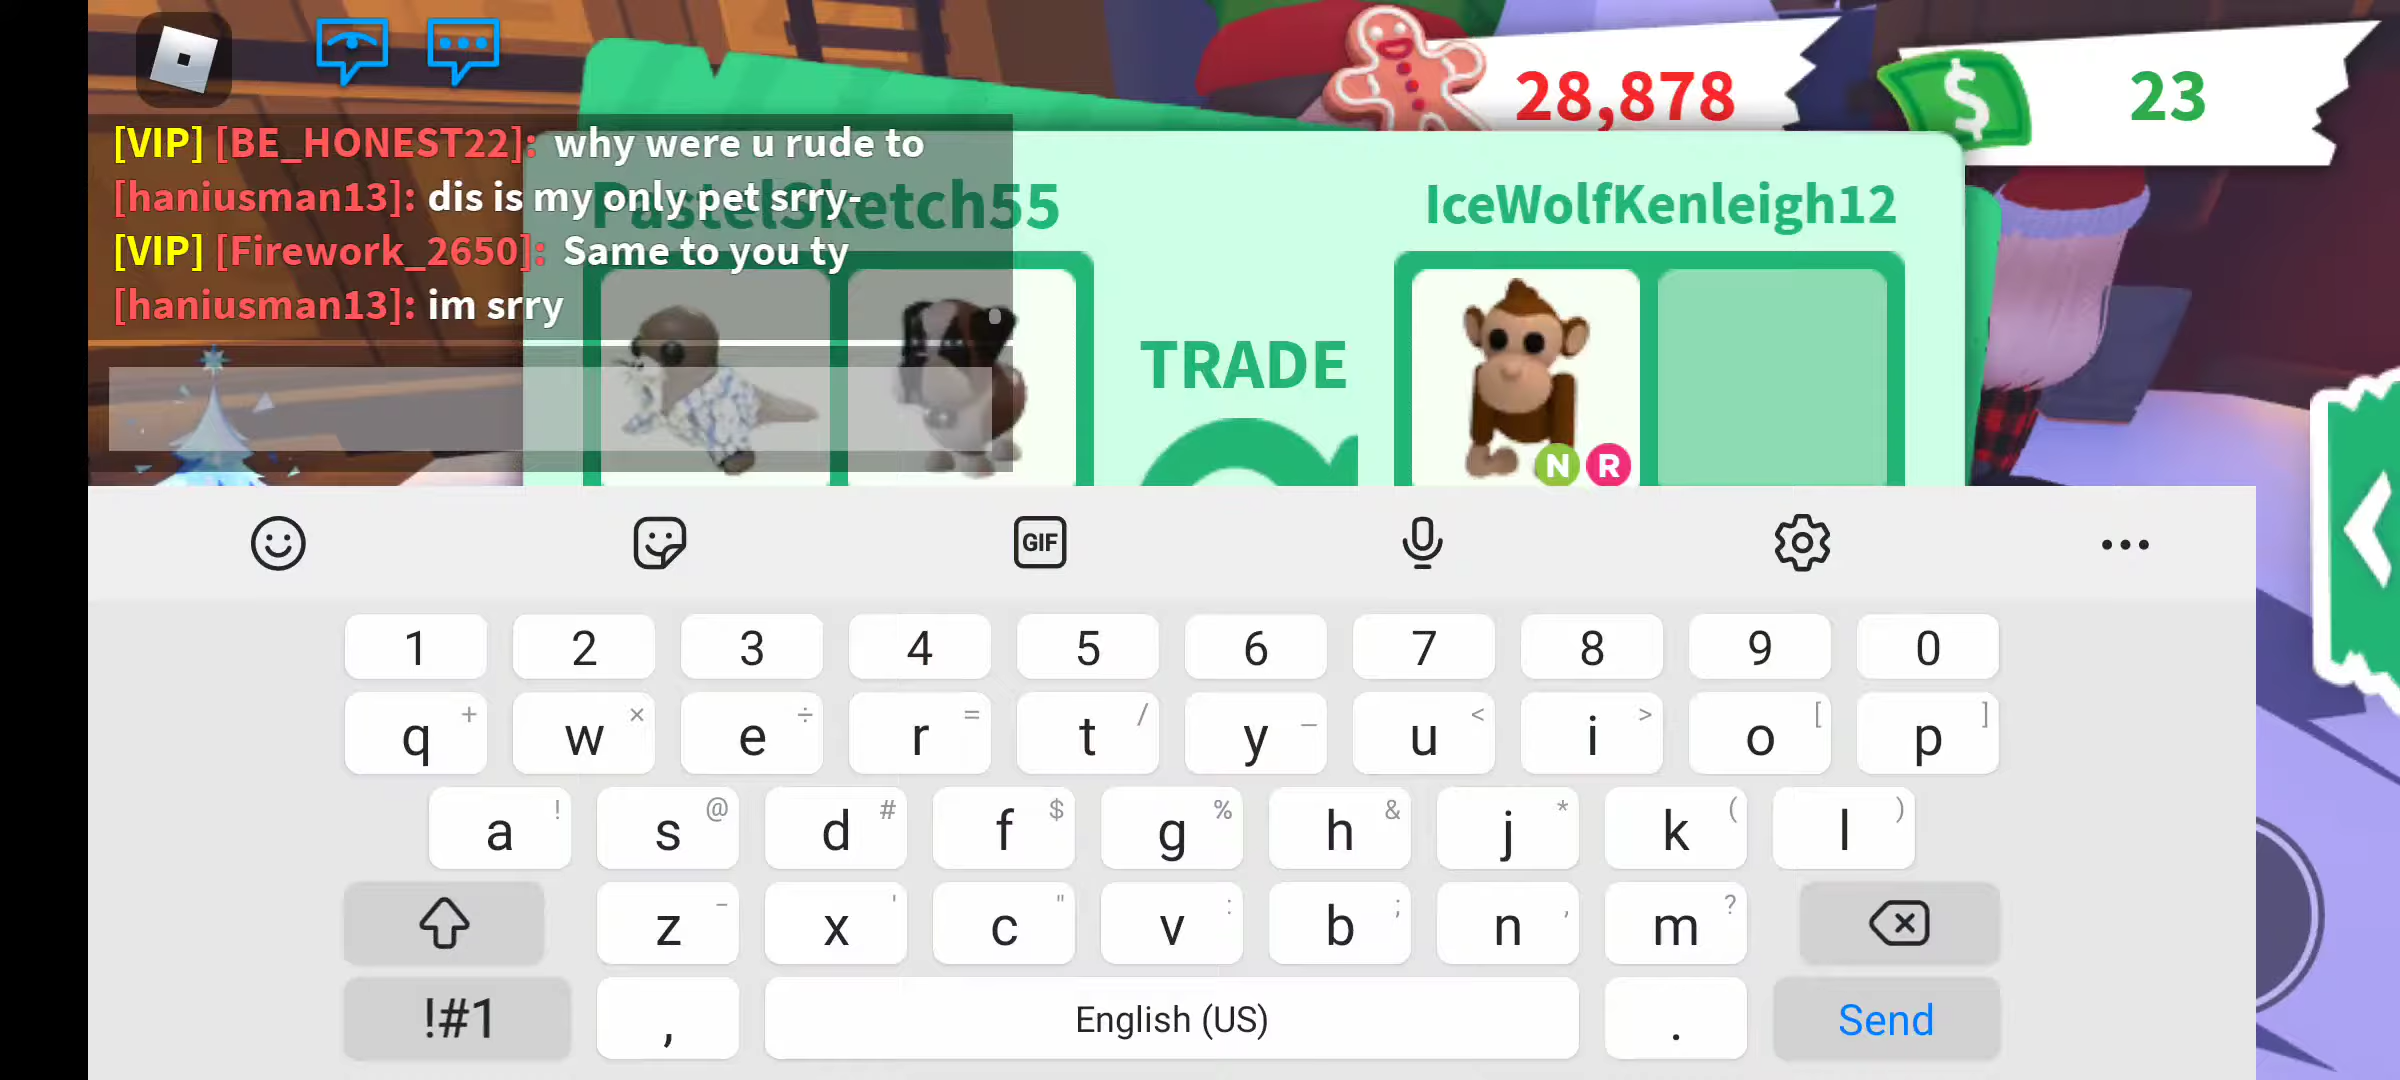 28,878
23
[VIP] [BE_HONEST22]: why were u rude to
[haniusman13]: dis is my only pet srry-
[VIP] [Firework_2650]: Same to you ty
[haniusman13]: im srry
PastelSketch55
IceWolfKenleigh12
TRADE
N R
GIF
1 2 3 4 5 6 7 8 9 0
q + w × e ÷ r = t / y _ u < i > o [ p ]
a ! s @ d # f $ g % h & j * k ( l )
z - x ' c " v : b ; n , m ?
!#1 , English (US) . Send